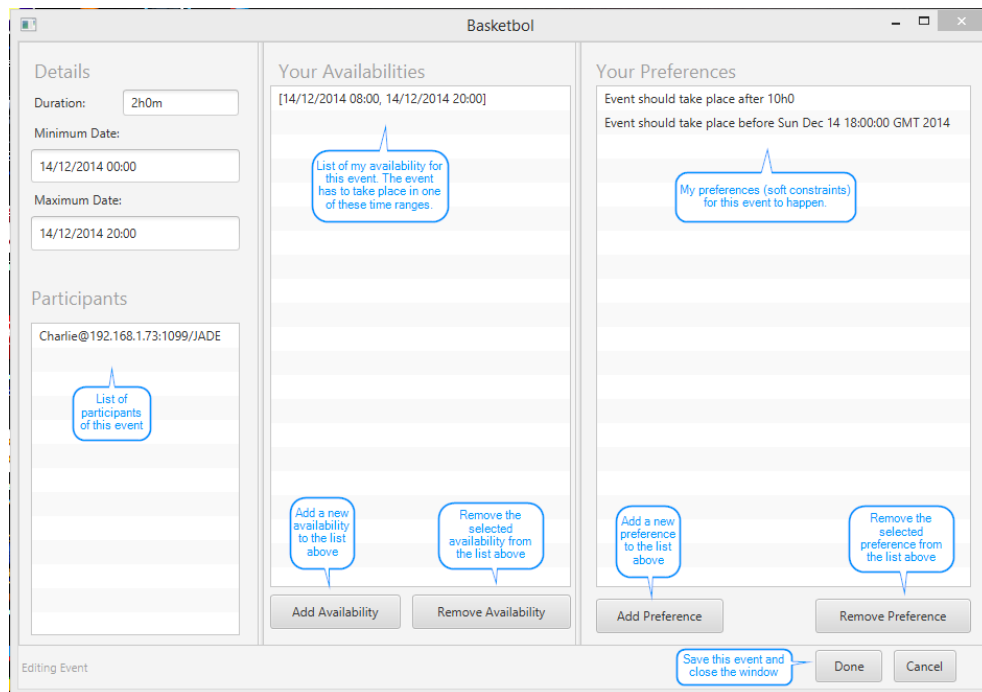 Basketbol
Details
Duration:
2h0m
Minimum Date:
14/12/2014 00:00
Maximum Date:
14/12/2014 20:00
Participants
Charlie@192.168.1.73:1099/JADE
List of
participants
of this event
Your Availabilities
[14/12/2014 08:00, 14/12/2014 20:00]
List of my availability for
this event. The event
has to take place in one
of these time ranges.
Add a new
availability
to the list
above
Remove the
selected
availability from
the list above
Add Availability
Remove Availability
Your Preferences
Event should take place after 10h0
Event should take place before Sun Dec 14 18:00:00 GMT 2014
My preferences (soft constraints)
for this event to happen.
Add a new
preference
to the list
above
Remove the
selected
preference from
the list above
Add Preference
Remove Preference
Editing Event
Save this event and
close the window
Done
Cancel